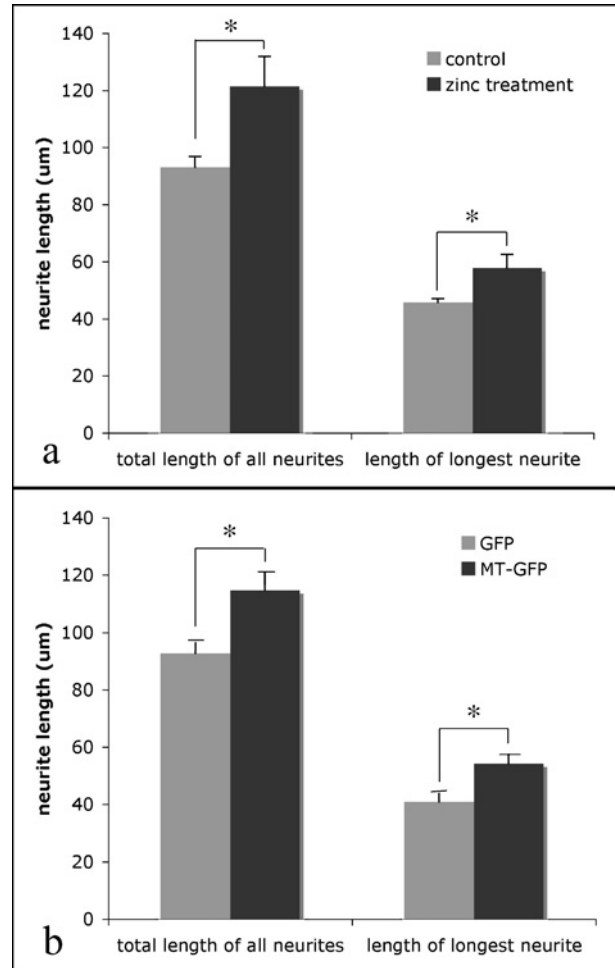 140
120
100
80
60
40
20
0
neurite length (um)
*
*
control
zinc treatment
a
total length of all neurites
length of longest neurite
140
120
100
80
60
40
20
0
neurite length (um)
*
*
GFP
MT-GFP
b
total length of all neurites
length of longest neurite